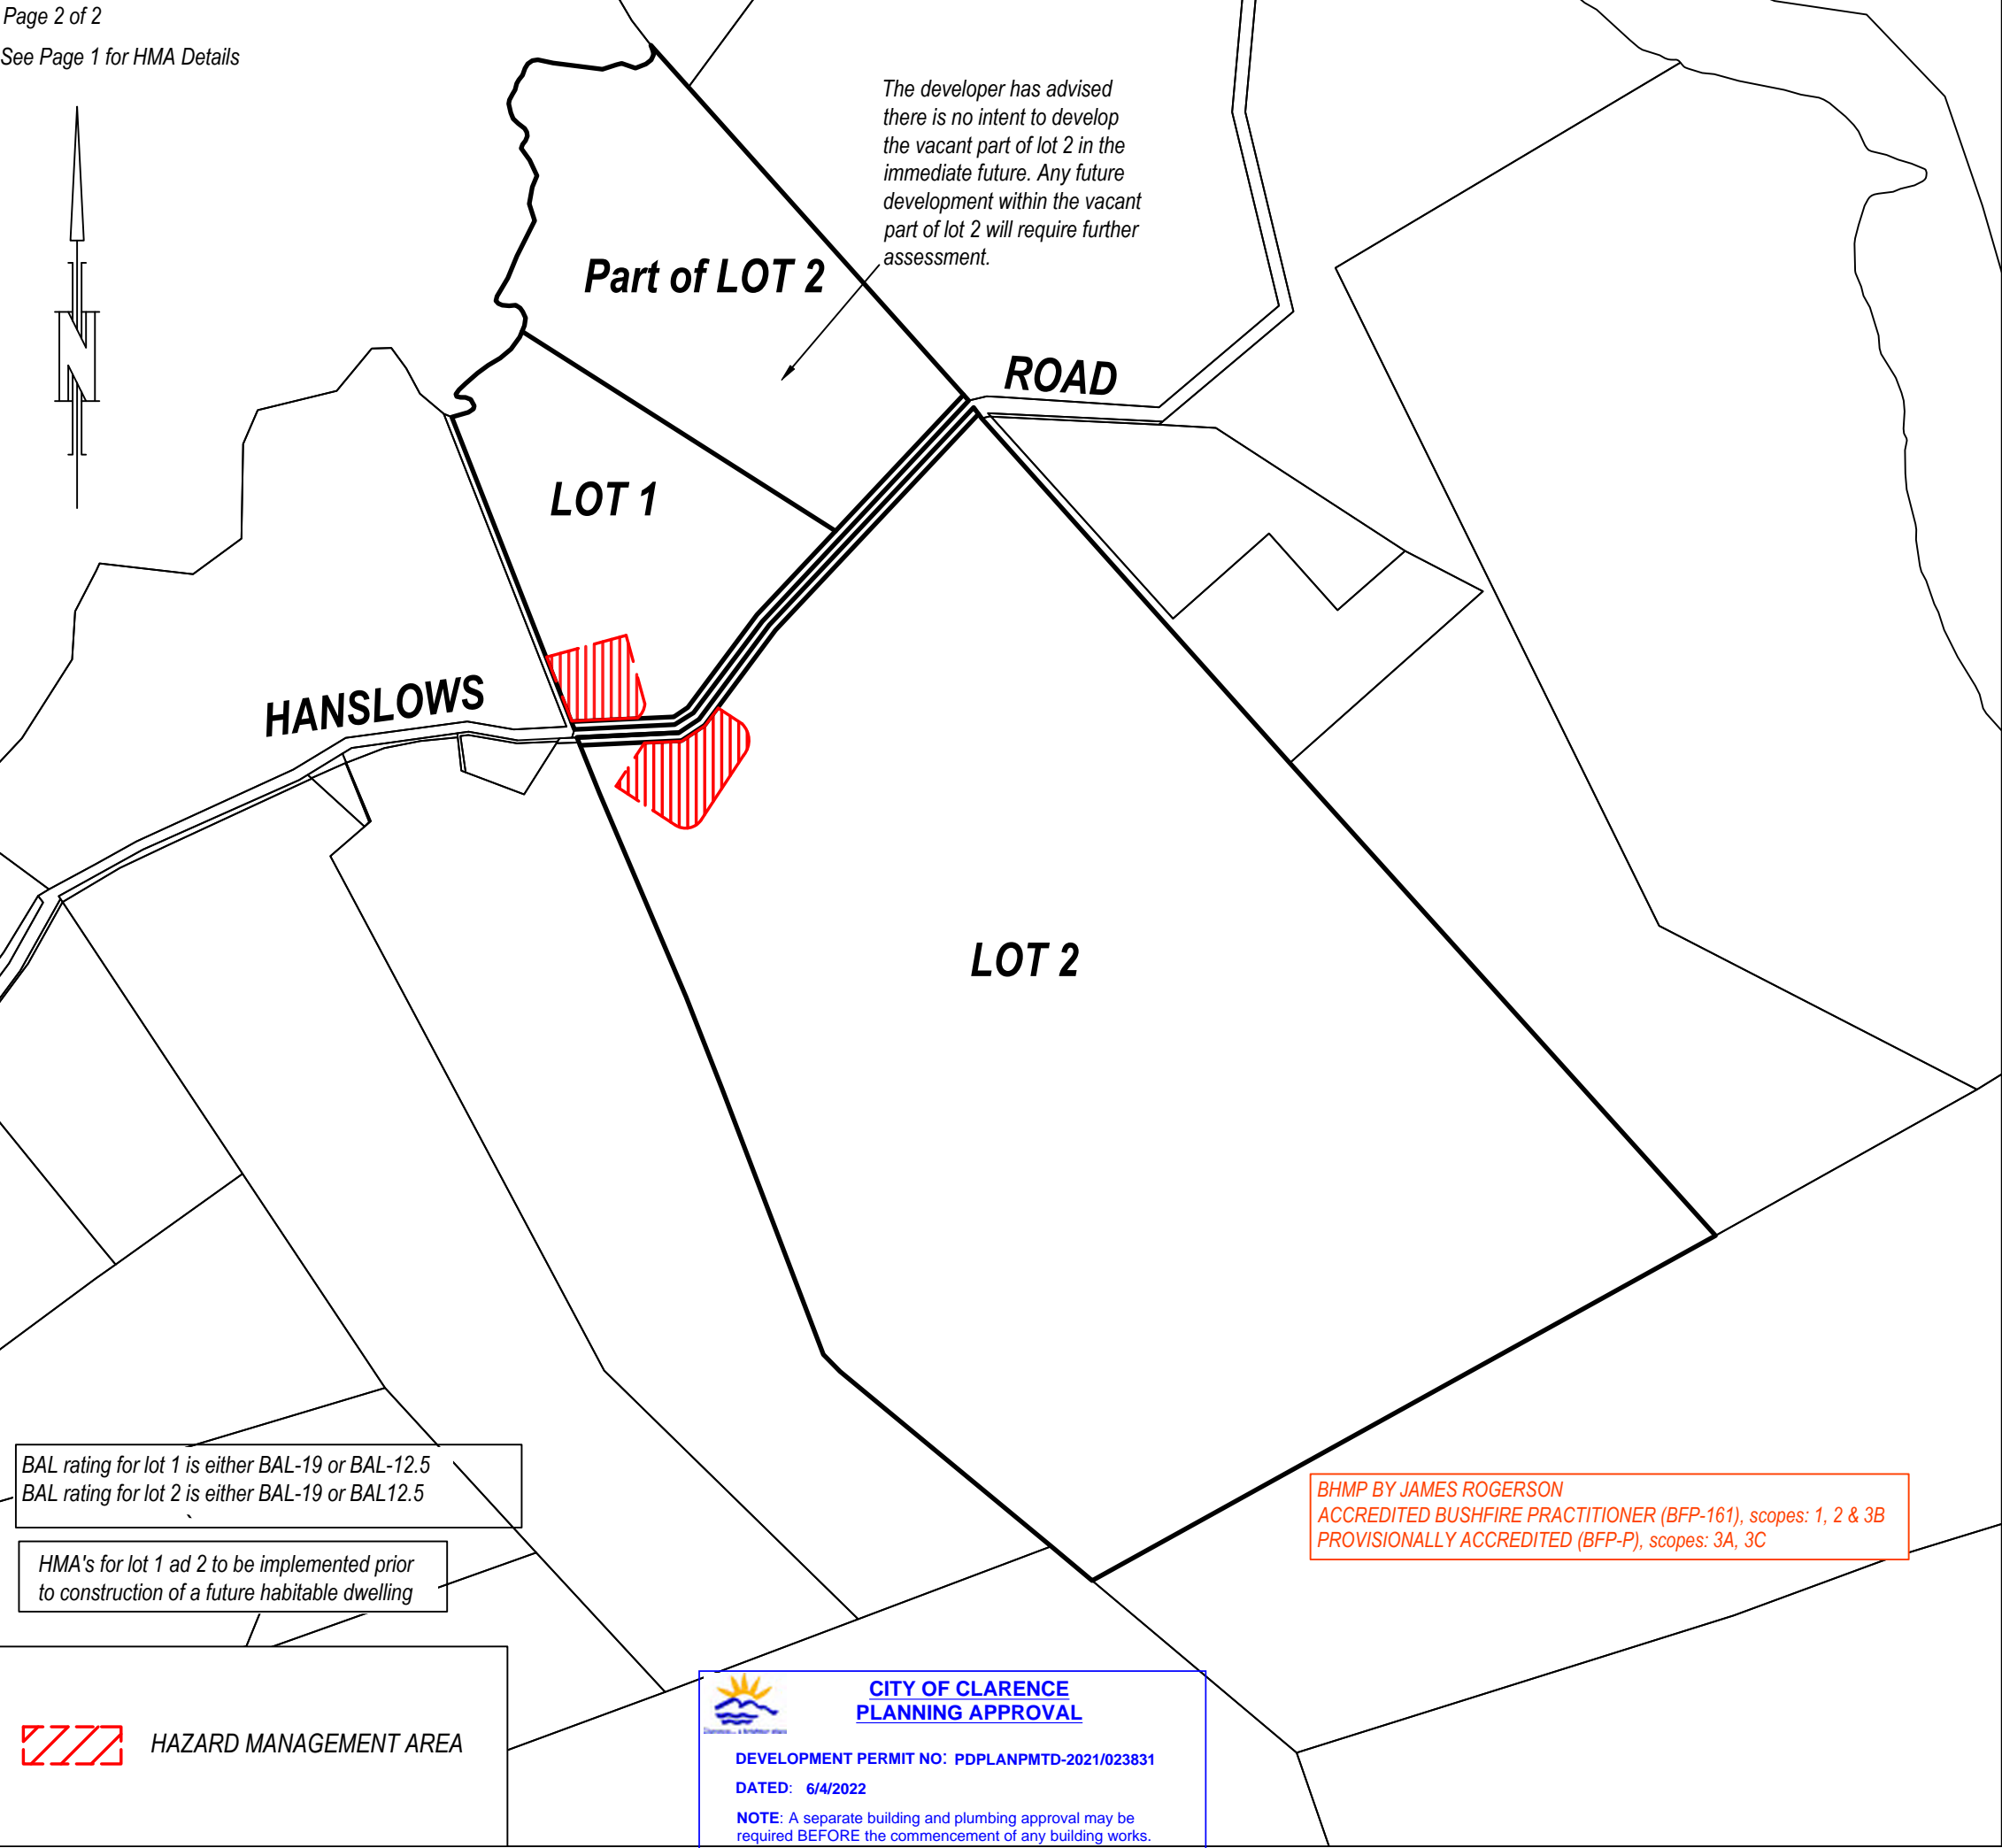 Page 2 of 2
See Page 1 for HMA Details
The developer has advised
there is no intent to develop
the vacant part of lot 2 in the
immediate future. Any future
development within the vacant
part of lot 2 will require further
assessment.
Part of LOT 2
ROAD
N
LOT 1
HANSLOWS
LOT 2
BAL rating for lot 1 is either BAL-19 or BAL-12.5
BAL rating for lot 2 is either BAL-19 or BAL12.5
`
HMA's for lot 1 ad 2 to be implemented prior
to construction of a future habitable dwelling
HAZARD MANAGEMENT AREA
BHMP BY JAMES ROGERSON
ACCREDITED BUSHFIRE PRACTITIONER (BFP-161), scopes: 1, 2 & 3B
PROVISIONALLY ACCREDITED (BFP-P), scopes: 3A, 3C
CITY OF CLARENCE
PLANNING APPROVAL
Clarence... a brighter place
DEVELOPMENT PERMIT NO: PDPLANPMTD-2021/023831
DATED: 6/4/2022
NOTE: A separate building and plumbing approval may be
required BEFORE the commencement of any building works.